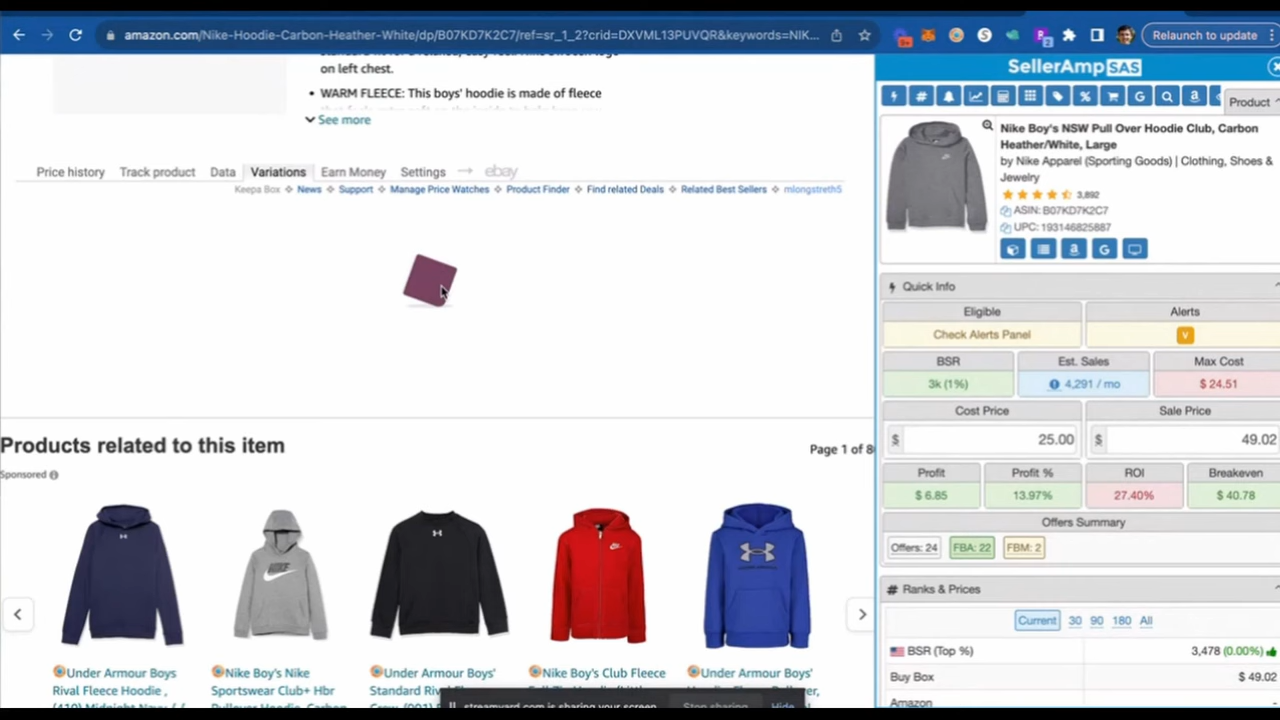 amazon.com/Nike-Hoodie-Carbon-Heather-White/dp/B07KD7K2C7/ref=sr_1_2?crid=DXVML13PUVQR&keywords=NIK...
Relaunch to update
on left chest.
• WARM FLEECE: This boys' hoodie is made of fleece
See more
Price history Track product Data Variations Earn Money Settings ebay
Keepa Box News Support Manage Price Watches Product Finder Find related Deals Related Best Sellers mlongstreth5
Products related to this item
Page 1 of 8
Sponsored
Under Armour Boys
Rival Fleece Hoodie ,
Nike Boy's Nike
Sportswear Club+ Hbr
Under Armour Boys'
Nike Boy's Club Fleece
Under Armour Boys'
streamyard.com is sharing your screen. Stop sharing Hide
SellerAmp SAS
Product
Nike Boy's NSW Pull Over Hoodie Club, Carbon
Heather/White, Large
by Nike Apparel (Sporting Goods) | Clothing, Shoes &
Jewelry
3,892
ASIN: B07KD7K2C7
UPC: 193146825887
Quick Info
Eligible Alerts
Check Alerts Panel V
BSR Est. Sales Max Cost
3k (1%) 4,291 / mo $ 24.51
Cost Price Sale Price
$ 25.00 $ 49.02
Profit Profit % ROI Breakeven
$ 6.85 13.97% 27.40% $ 40.78
Offers Summary
Offers: 24 FBA: 22 FBM: 2
Ranks & Prices
Current 30 90 180 All
BSR (Top %) 3,478 (0.00%)
Buy Box $ 49.02
Amazon